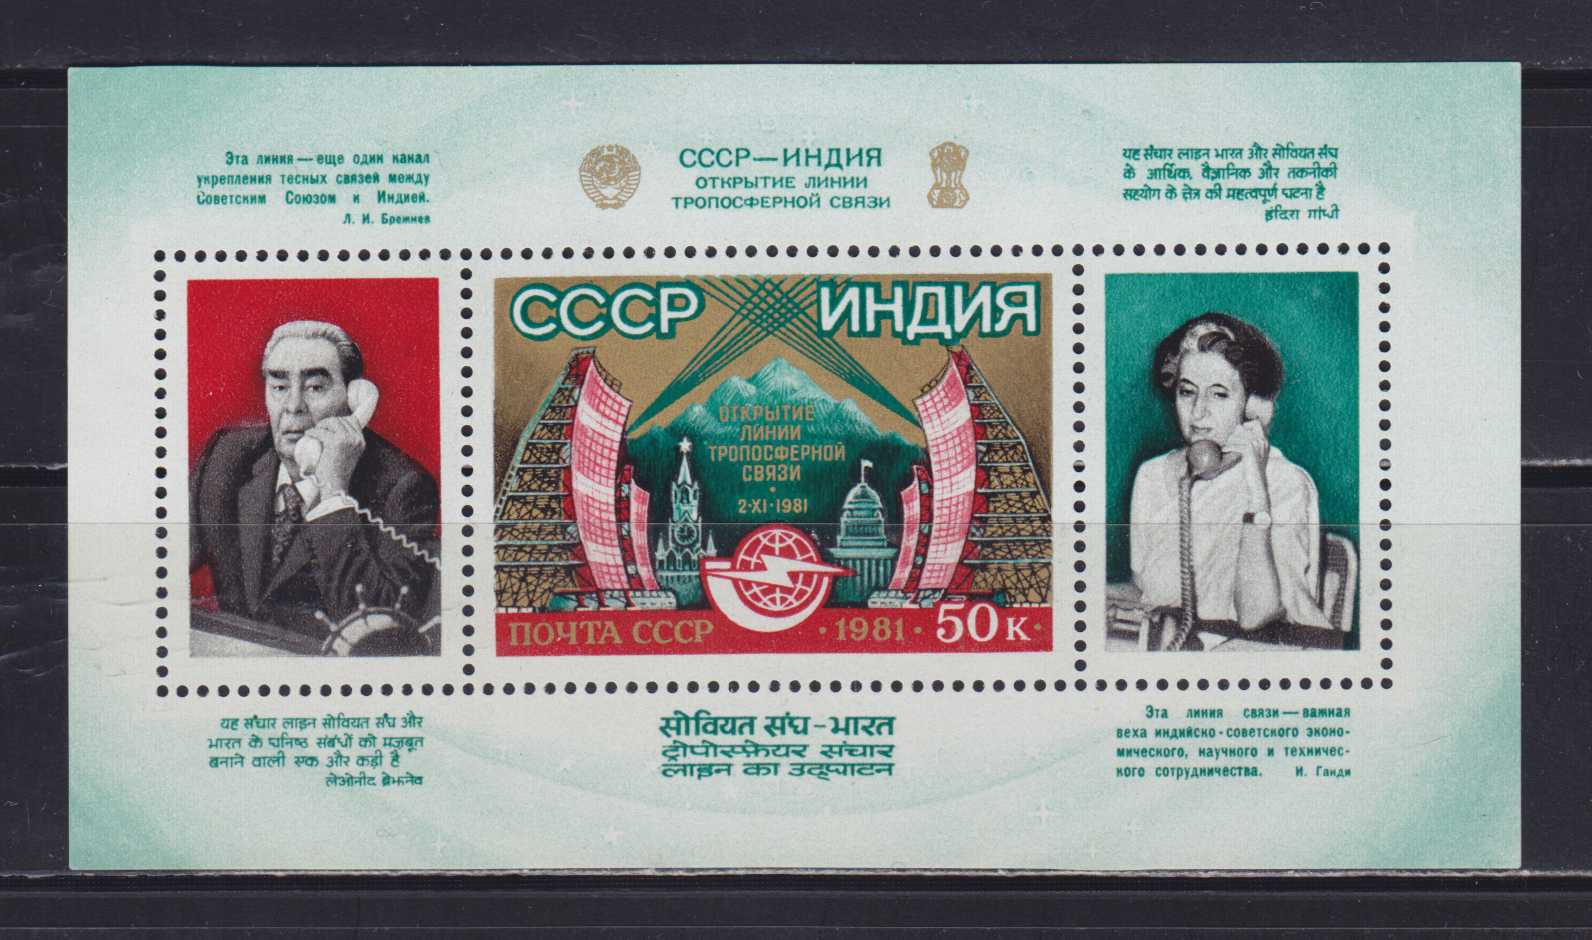 Эта линия — еще один канал
укрепления тесных связей между
Советским Союзом и Индией.
Л. И. Брежнев
СССР—ИНДИЯ
ОТКРЫТИЕ ЛИНИИ
ТРОПОСФЕРНОЙ СВЯЗИ
यह संचार लाइन भारत और सोवियत संघ
के आर्थिक, वैज्ञानिक और तकनीकी
सहयोग के क्षेत्र की महत्वपूर्ण घटना है
इंदिरा गांधी
СССР ИНДИЯ
ОТКРЫТИЕ
ЛИНИИ
ТРОПОСФЕРНОЙ
СВЯЗИ
2·XI·1981
ПОЧТА СССР ·1981· 50 К·
यह संचार लाइन सोवियत संघ और
भारत के घनिष्ठ संबंधों को मजबूत
बनाने वाली एक और कड़ी है
लेओनीद ब्रेझनेव
सोवियत संघ-भारत
ट्रोपोस्फ़ेयर संचार
लाइन का उद्घाटन
Эта линия связи — важная
веха индийско-советского эконо-
мического, научного и техничес-
кого сотрудничества. И. Ганди